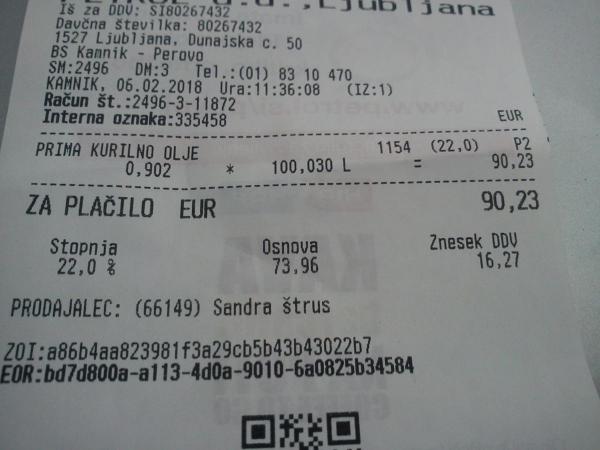 PETROL d.d.,Ljubljana
Iš za DDV: SI80267432
Davčna številka: 80267432
1527 Ljubljana, Dunajska c. 50
BS Kamnik - Perovo
SM:2496 DM:3 Tel.:(01) 83 10 470
KAMNIK, 06.02.2018 Ura:11:36:08 (IZ:1)
Račun št.:2496-3-11872
Interna oznaka:335458 EUR
PRIMA KURILNO OLJE 1154 (22,0) P2
0,902 * 100,030 L = 90,23
ZA PLAČILO EUR 90,23
Stopnja Osnova Znesek DDV
22,0 % 73,96 16,27
PRODAJALEC: (66149) Sandra štrus
ZOI:a86b4aa823981f3a29cb5b43b43022b7
EOR:bd7d800a-a113-4d0a-9010-6a0825b34584